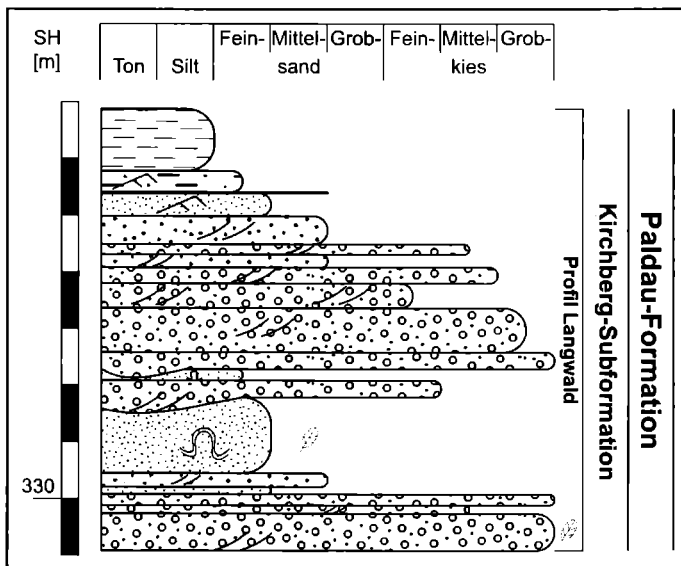 SH
[m]
Ton
Silt
Fein-
Mittel-
Grob-
sand
Fein-
Mittel-
Grob-
kies
330
Profil Langwald
Kirchberg-Subformation
Paldau-Formation